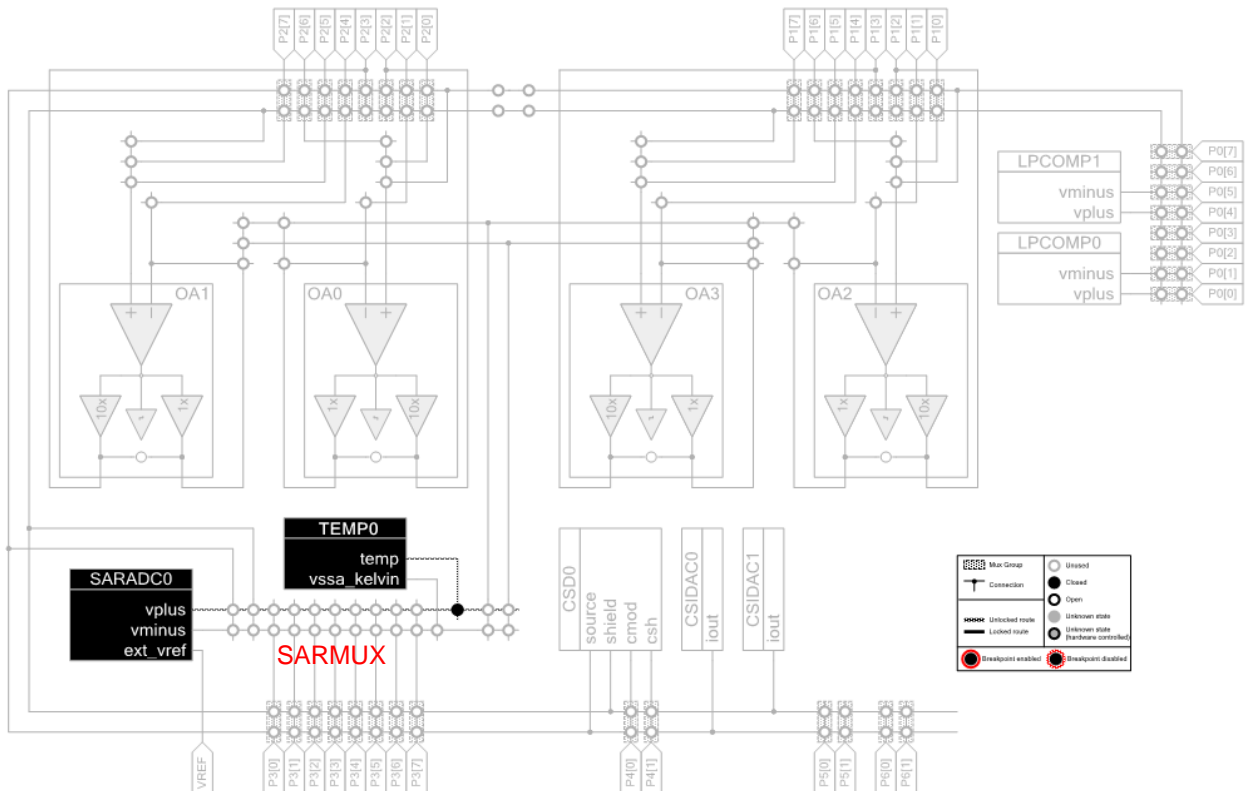 P2[7]
P2[6]
P2[5]
P2[4]
P2[3]
P2[2]
P2[1]
P2[0]
P1[7]
P1[6]
P1[5]
P1[4]
P1[3]
P1[2]
P1[1]
P1[0]
LPCOMP1
vminus
vplus
LPCOMP0
vminus
vplus
P0[7]
P0[6]
P0[5]
P0[4]
P0[3]
P0[2]
P0[1]
P0[0]
OA1
+
−
10x
1x
OA0
−
+
1x
10x
OA3
+
−
10x
1x
OA2
−
+
1x
10x
TEMP0
temp
vssa_kelvin
SARADC0
vplus
vminus
ext_vref
SARMUX
CSD0
source
shield
cmod
csh
CSIDAC0
iout
CSIDAC1
iout
Mux Group
Connection
Unlocked route
Locked route
Unused
Closed
Open
Unknown state
Unknown state
(hardware controlled)
Breakpoint enabled
Breakpoint disabled
VREF
P3[0]
P3[1]
P3[2]
P3[3]
P3[4]
P3[5]
P3[6]
P3[7]
P4[0]
P4[1]
P5[0]
P5[1]
P6[0]
P6[1]